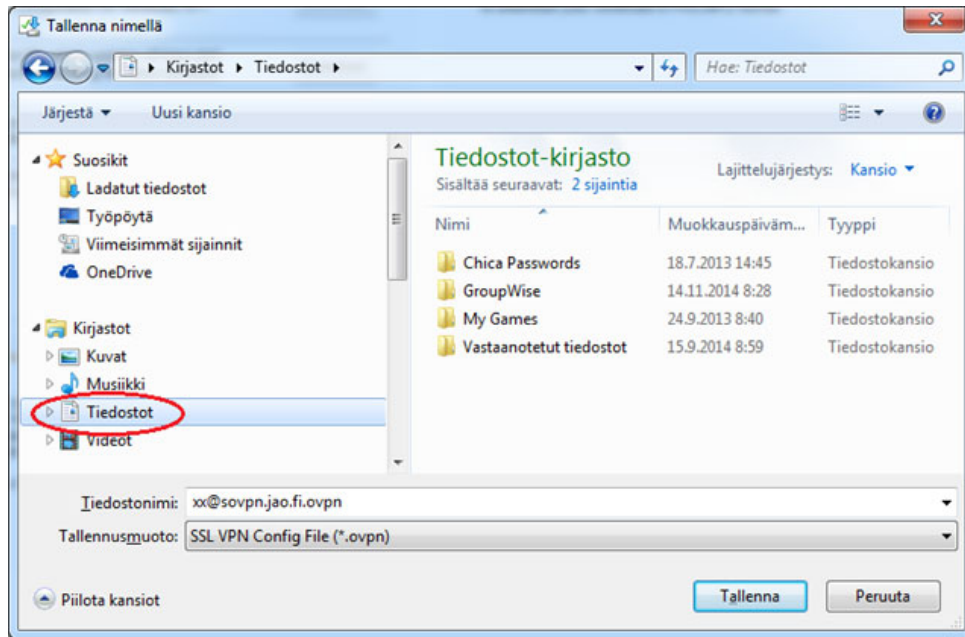 Tallenna nimellä
Kirjastot Tiedostot
Hae: Tiedostot
Järjestä Uusi kansio
Suosikit
Ladatut tiedostot
Työpöytä
Viimeisimmät sijainnit
OneDrive
Kirjastot
Kuvat
Musiikki
Tiedostot
Videot
Tiedostot-kirjasto
Sisältää seuraavat: 2 sijaintia
Lajittelujärjestys: Kansio
Nimi Muokkauspäiväm... Tyyppi
Chica Passwords 18.7.2013 14:45 Tiedostokansio
GroupWise 14.11.2014 8:28 Tiedostokansio
My Games 24.9.2013 8:40 Tiedostokansio
Vastaanotetut tiedostot 15.9.2014 8:59 Tiedostokansio
Tiedostonimi: xx@sovpn.jao.fi.ovpn
Tallennusmuoto: SSL VPN Config File (*.ovpn)
Piilota kansiot
Tallenna Peruuta